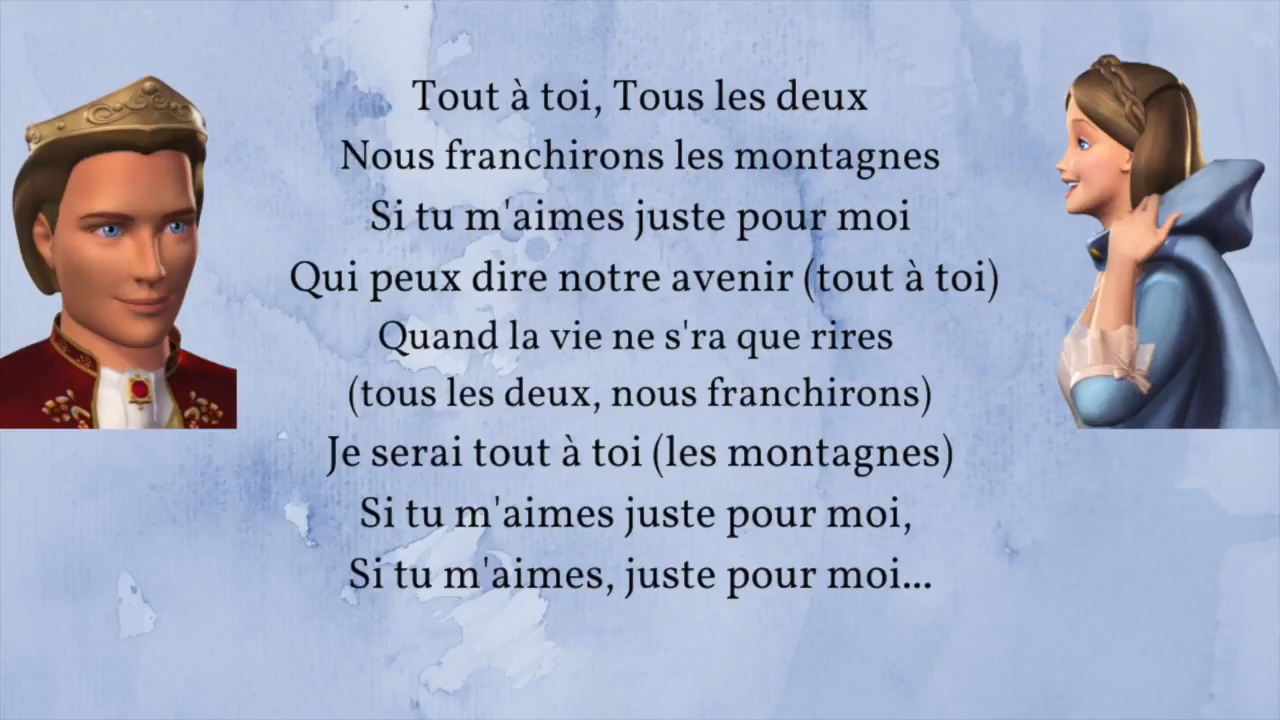 Tout à toi, Tous les deux
Nous franchirons les montagnes
Si tu m'aimes juste pour moi
Qui peux dire notre avenir (tout à toi)
Quand la vie ne s'ra que rires
(tous les deux, nous franchirons)
Je serai tout à toi (les montagnes)
Si tu m'aimes juste pour moi,
Si tu m'aimes, juste pour moi...